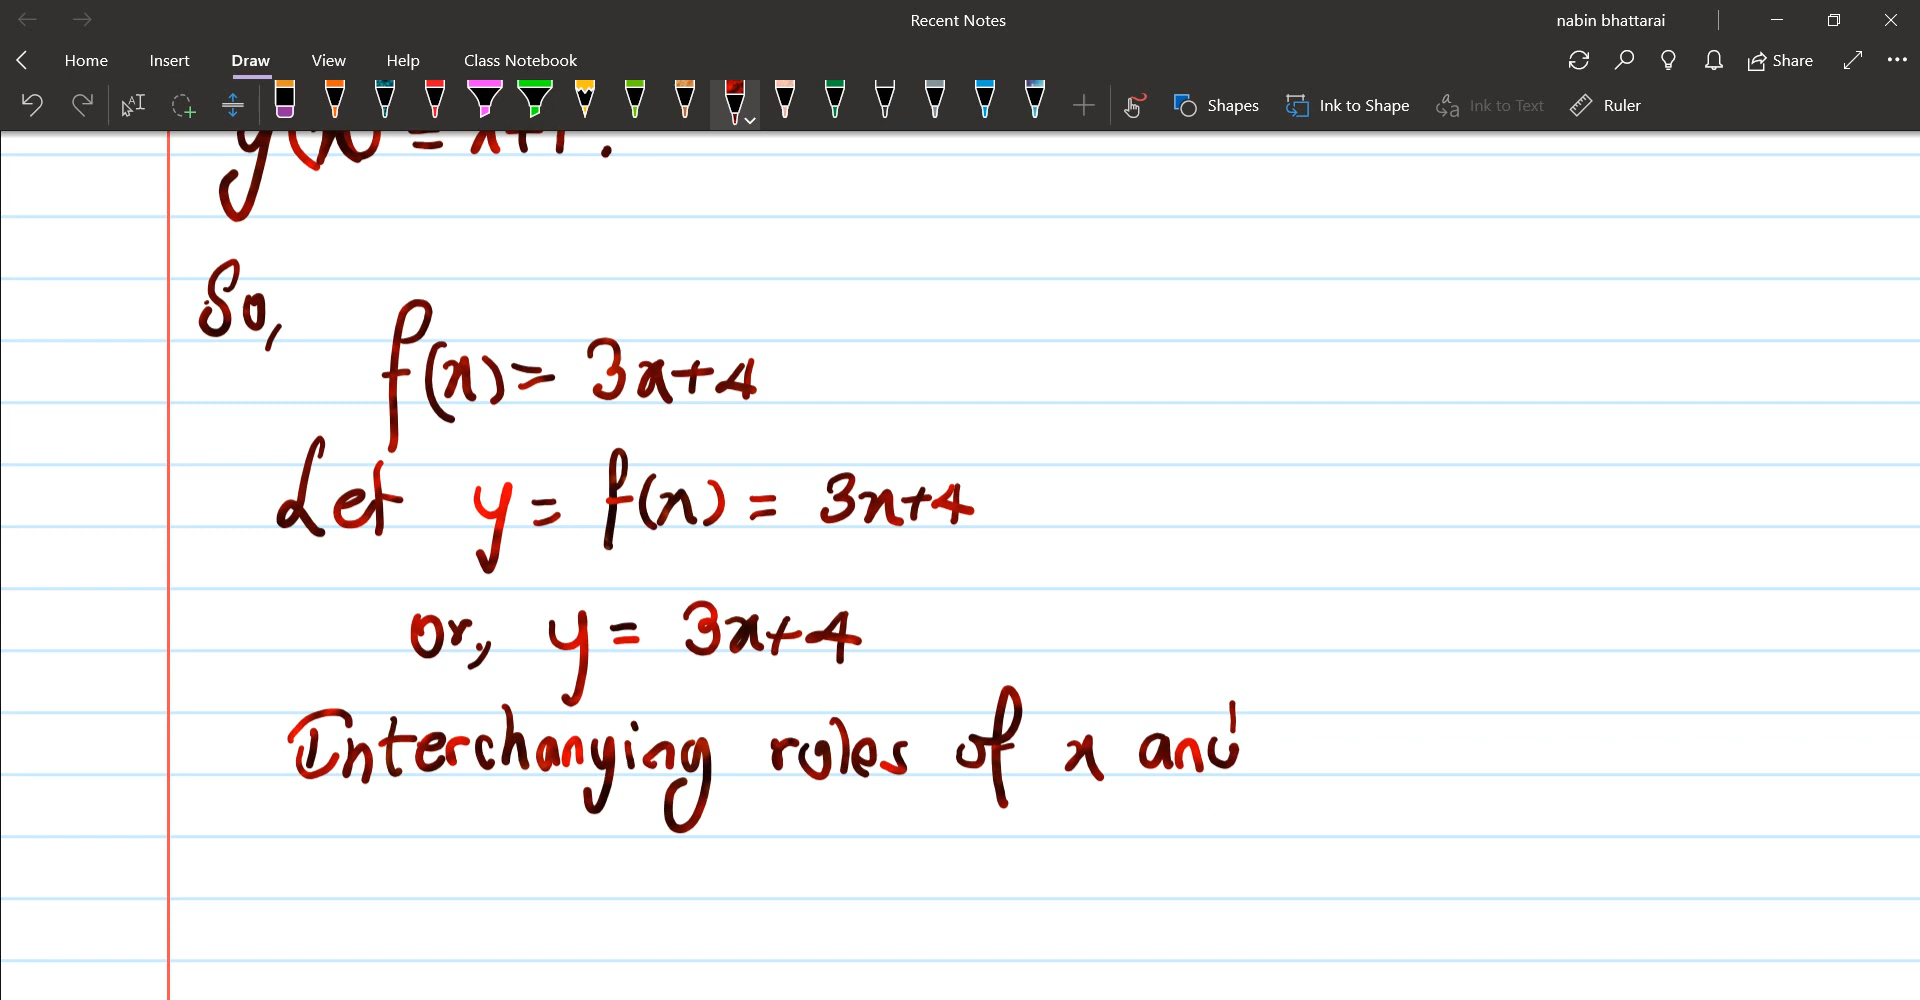 Recent Notes
nabin bhattarai
Home Insert Draw View Help Class Notebook
Share
Shapes Ink to Shape Ink to Text Ruler
So,
f(x) = 3x+4
Let y = f(x) = 3x+4
or, y = 3x+4
Interchanging roles of x and